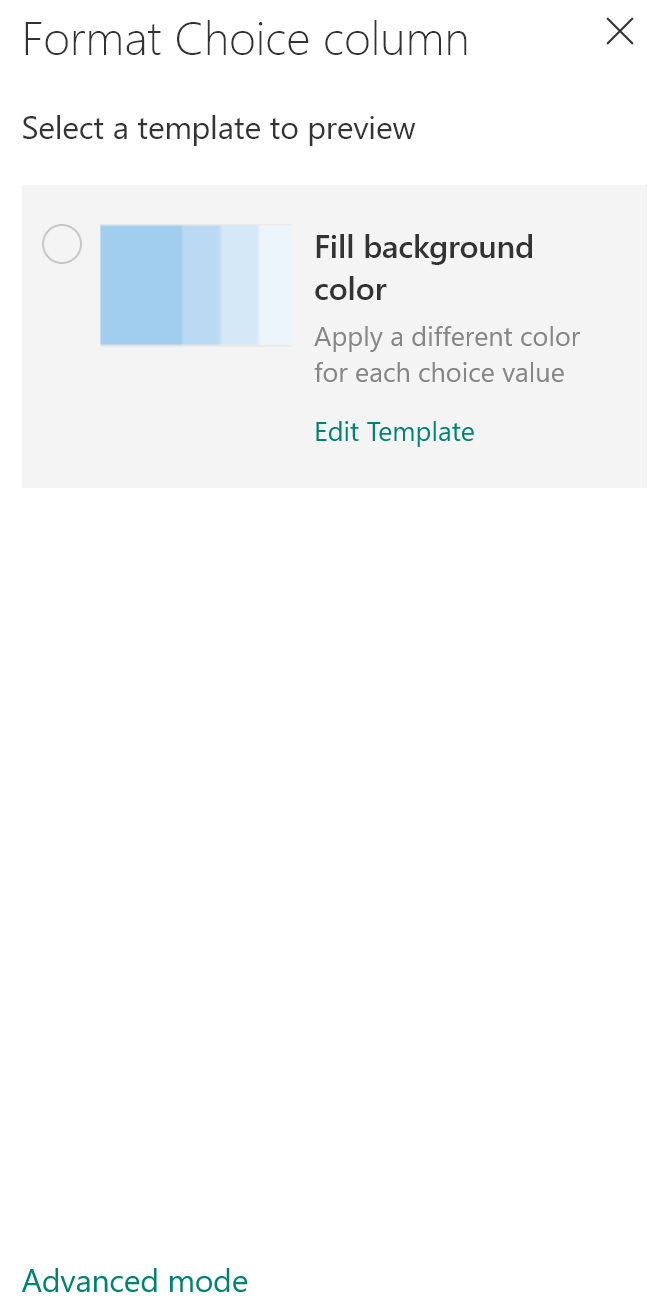 Format Choice column
Select a template to preview
Fill background
color
Apply a different color
for each choice value
Edit Template
Advanced mode